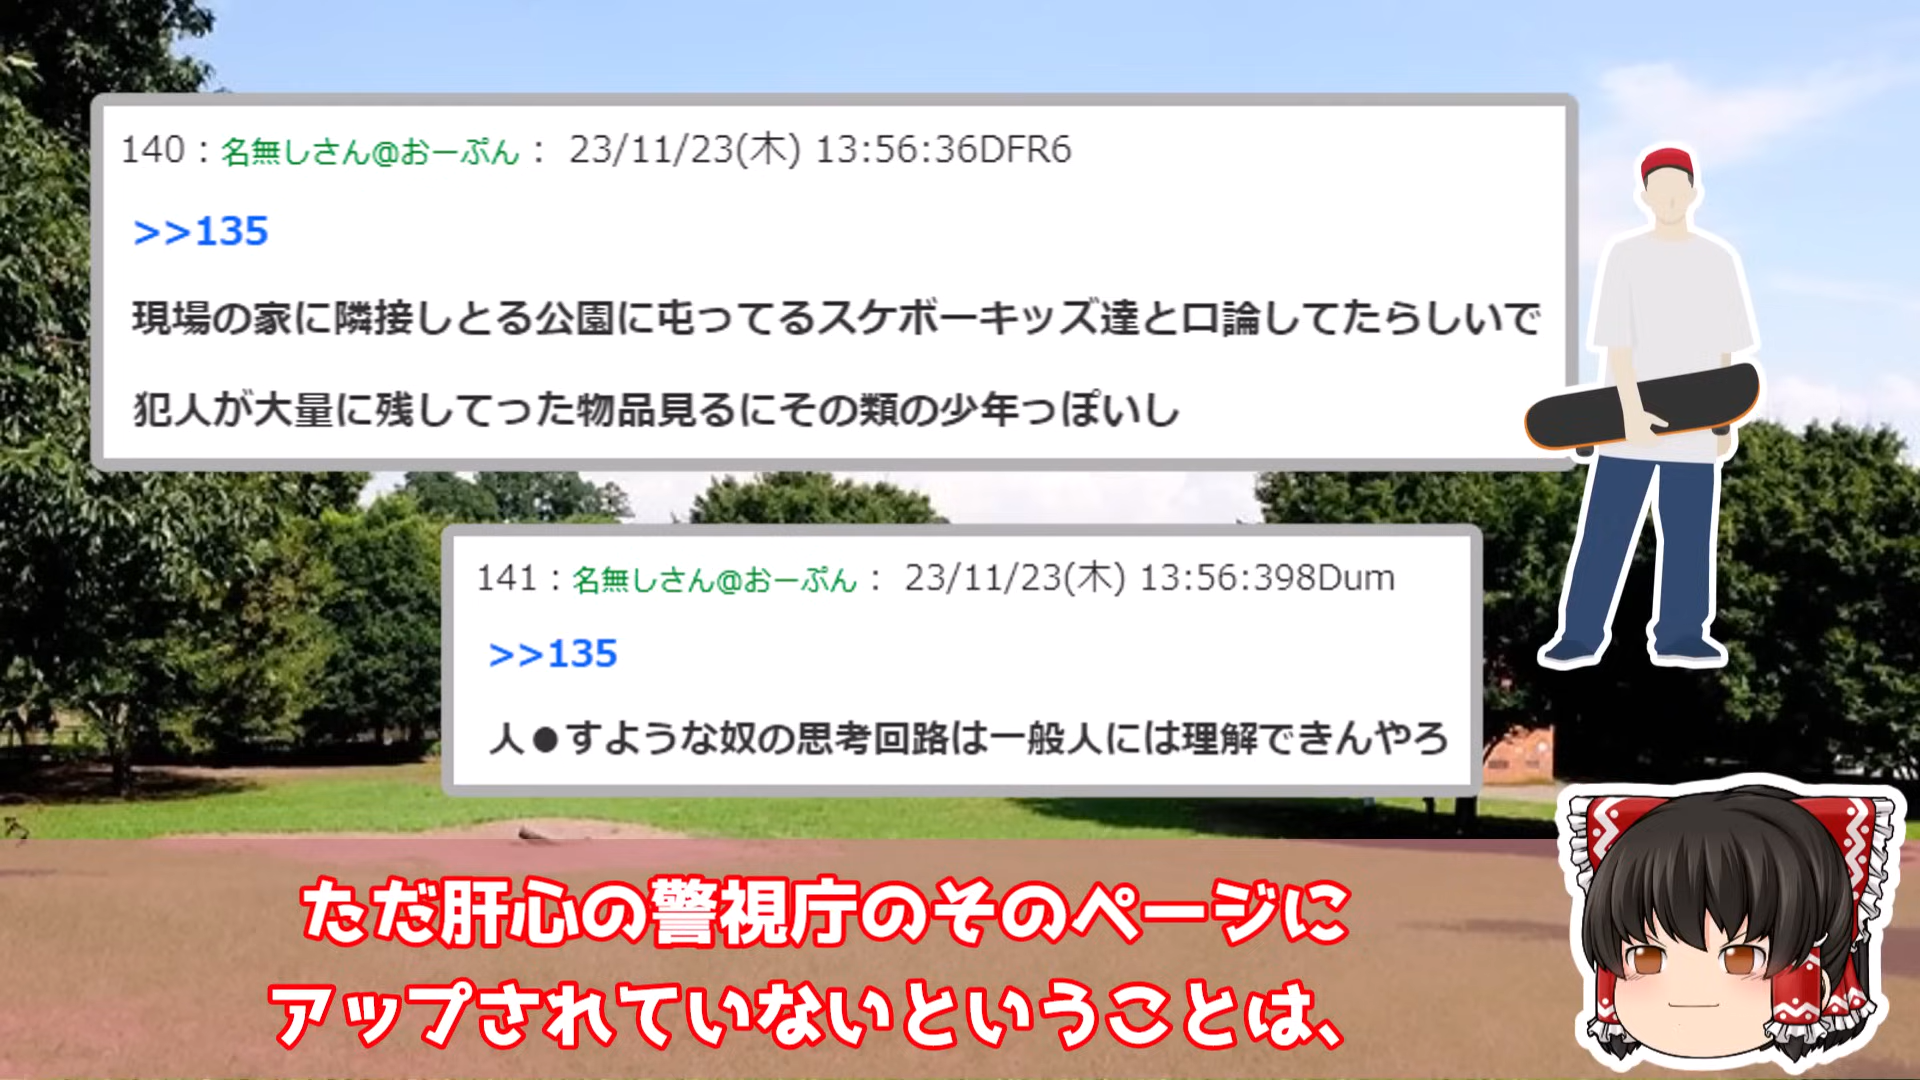 140：名無しさん@おーぷん： 23/11/23(木) 13:56:36DFR6
>>135
現場の家に隣接しとる公園に屯ってるスケボーキッズ達と口論してたらしいで
犯人が大量に残してった物品見るにその類の少年っぽいし
141：名無しさん@おーぷん： 23/11/23(木) 13:56:398Dum
>>135
人●すような奴の思考回路は一般人には理解できんやろ
ただ肝心の警視庁のそのページに
アップされていないということは、